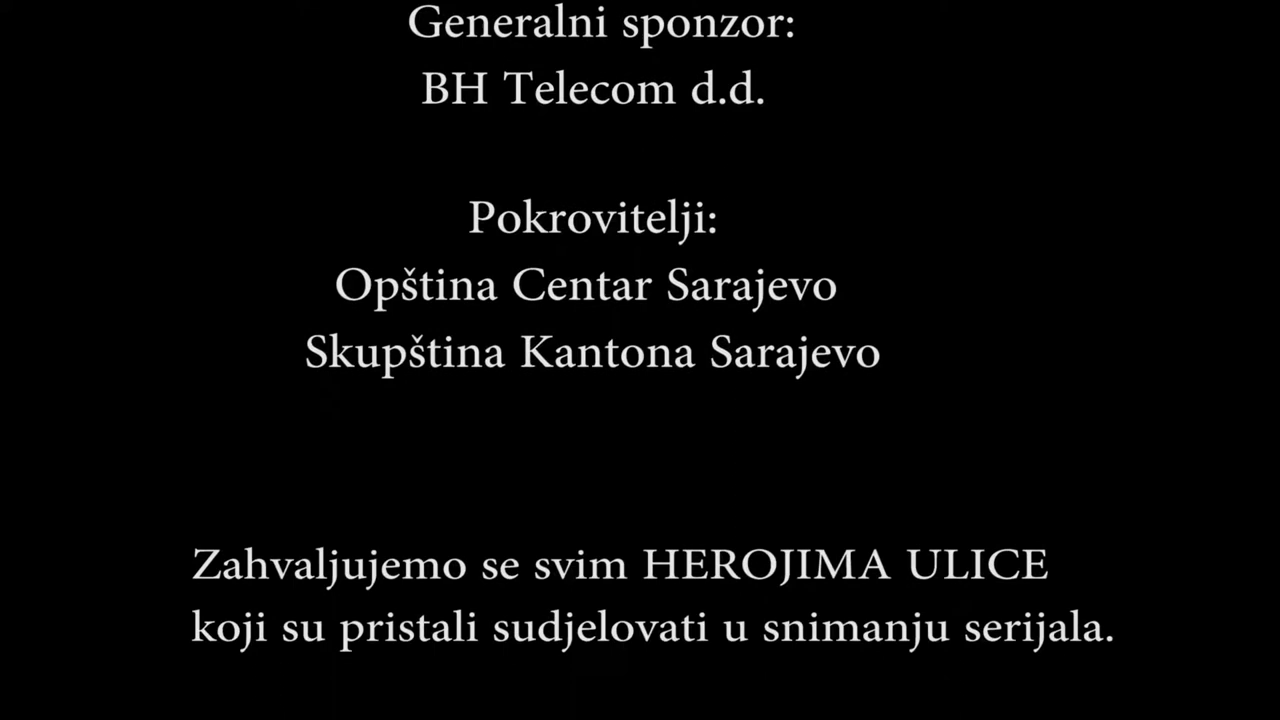 Generalni sponzor:
BH Telecom d.d.
Pokrovitelji:
Opština Centar Sarajevo
Skupština Kantona Sarajevo
Zahvaljujemo se svim HEROJIMA ULICE
koji su pristali sudjelovati u snimanju serijala.